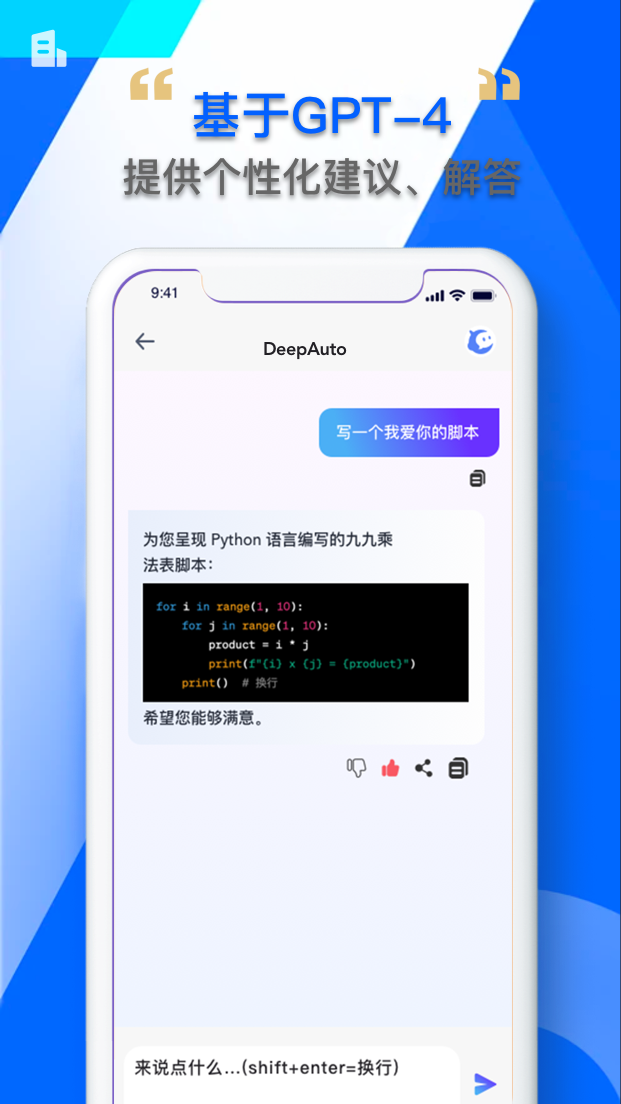 基于GPT-4
提供个性化建议、解答
9:41
DeepAuto
写一个我爱你的脚本
为您呈现 Python 语言编写的九九乘
法表脚本：
for i in range(1, 10):
    for j in range(1, 10):
        product = i * j
        print(f"{i} x {j} = {product}")
    print()  # 换行
希望您能够满意。
来说点什么...(shift+enter=换行)